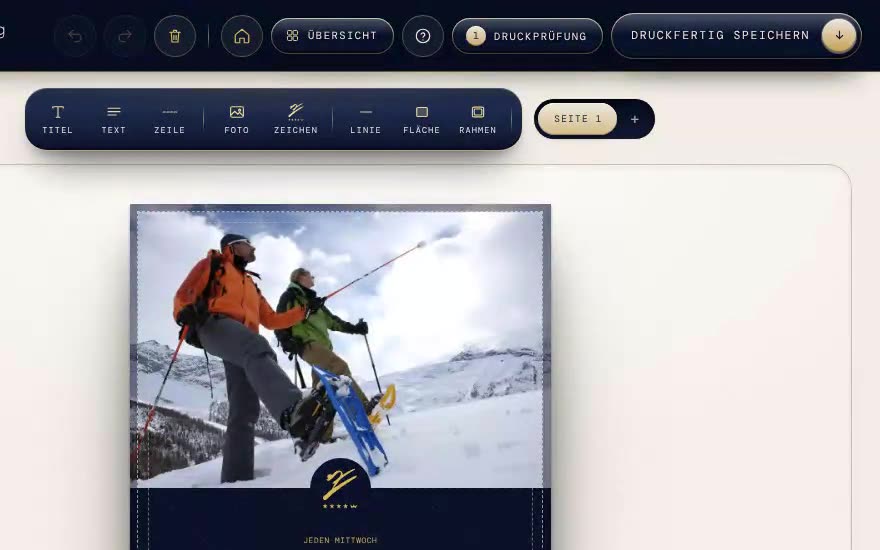 g
ÜBERSICHT
?
1 DRUCKPRÜFUNG
DRUCKFERTIG SPEICHERN
TITEL TEXT ZEILE FOTO ZEICHEN LINIE FLÄCHE RAHMEN
SEITE 1 +
JEDEN MITTWOCH